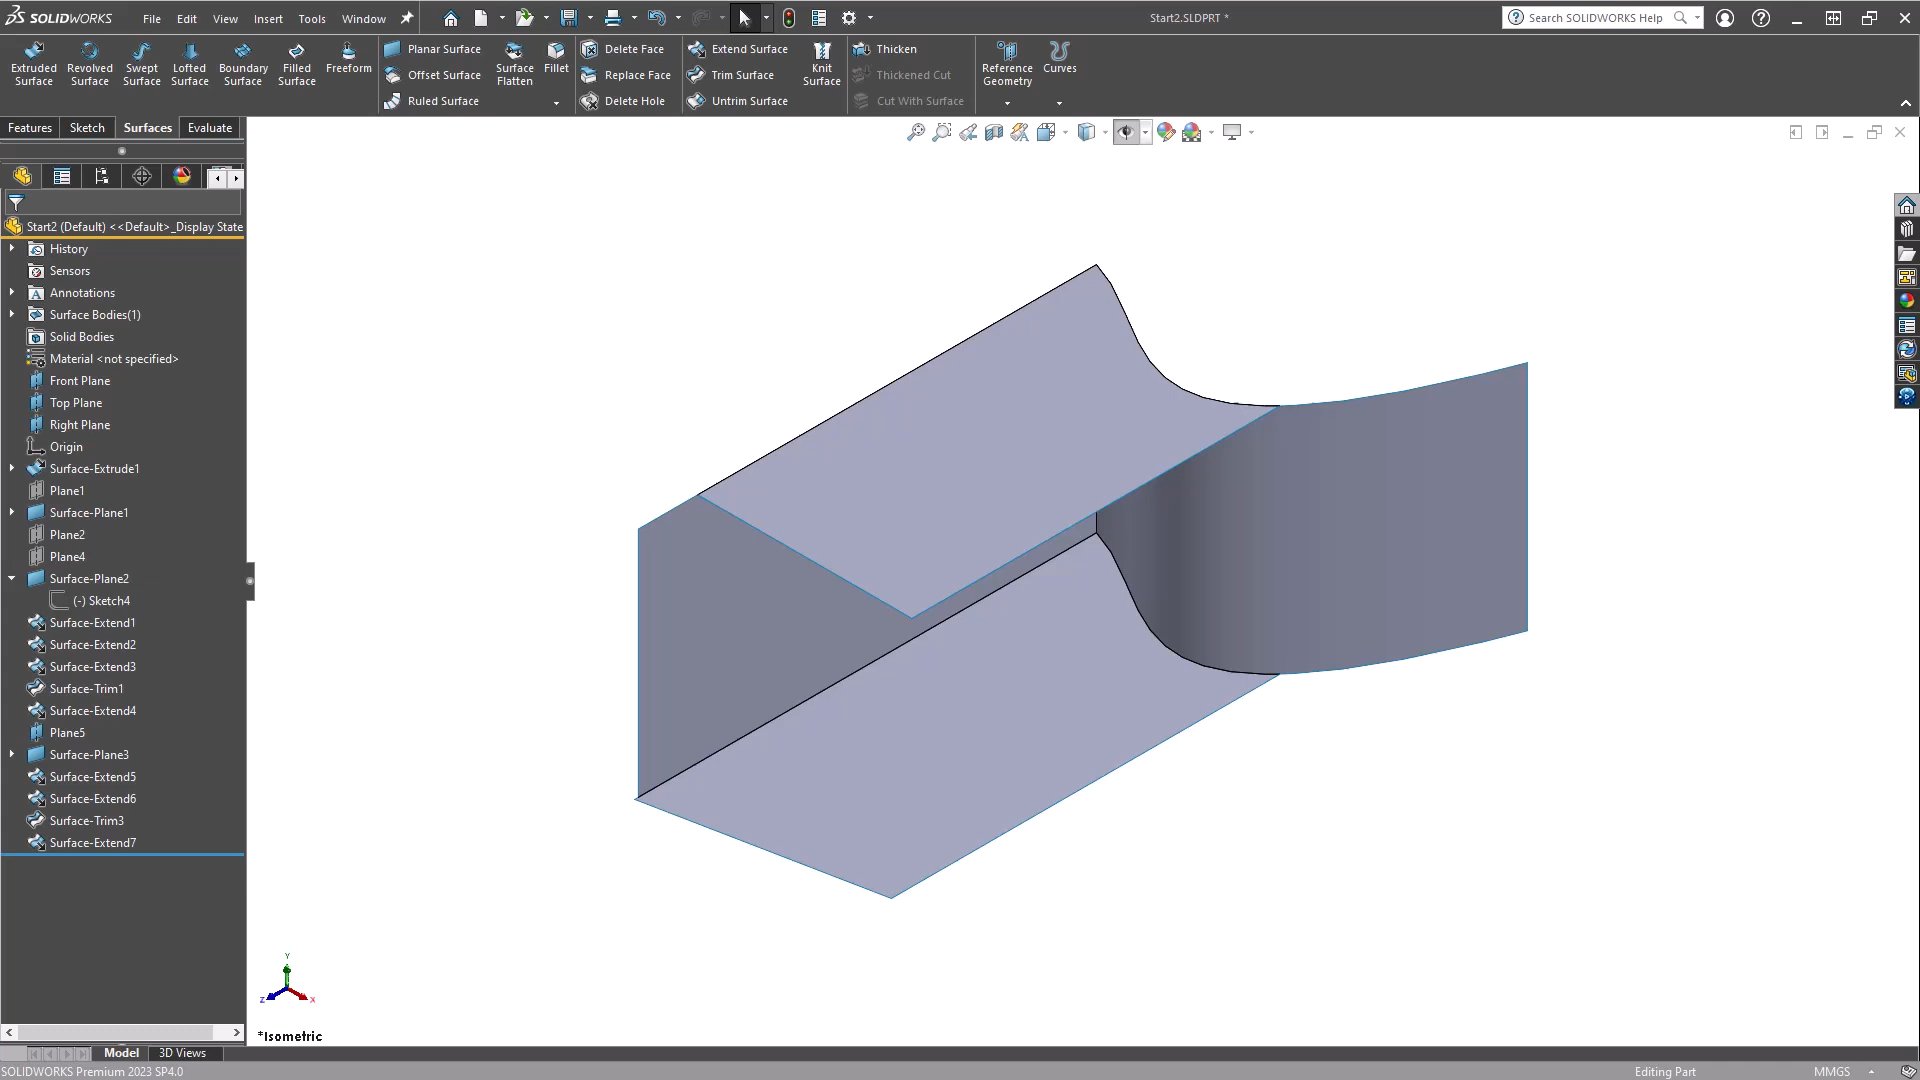 SOLIDWORKS File Edit View Insert Tools Window
Start2.SLDPRT *
Search SOLIDWORKS Help
Extruded Surface
Revolved Surface
Swept Surface
Lofted Surface
Boundary Surface
Filled Surface
Freeform
Planar Surface
Offset Surface
Ruled Surface
Surface Flatten
Fillet
Delete Face
Replace Face
Delete Hole
Extend Surface
Trim Surface
Untrim Surface
Knit Surface
Thicken
Thickened Cut
Cut With Surface
Reference Geometry
Curves
Features Sketch Surfaces Evaluate
Start2 (Default) <<Default>_Display State
History
Sensors
Annotations
Surface Bodies(1)
Solid Bodies
Material <not specified>
Front Plane
Top Plane
Right Plane
Origin
Surface-Extrude1
Plane1
Surface-Plane1
Plane2
Plane4
Surface-Plane2
(-) Sketch4
Surface-Extend1
Surface-Extend2
Surface-Extend3
Surface-Trim1
Surface-Extend4
Plane5
Surface-Plane3
Surface-Extend5
Surface-Extend6
Surface-Trim3
Surface-Extend7
Y
Z
X
*Isometric
Model 3D Views
SOLIDWORKS Premium 2023 SP4.0
Editing Part
MMGS